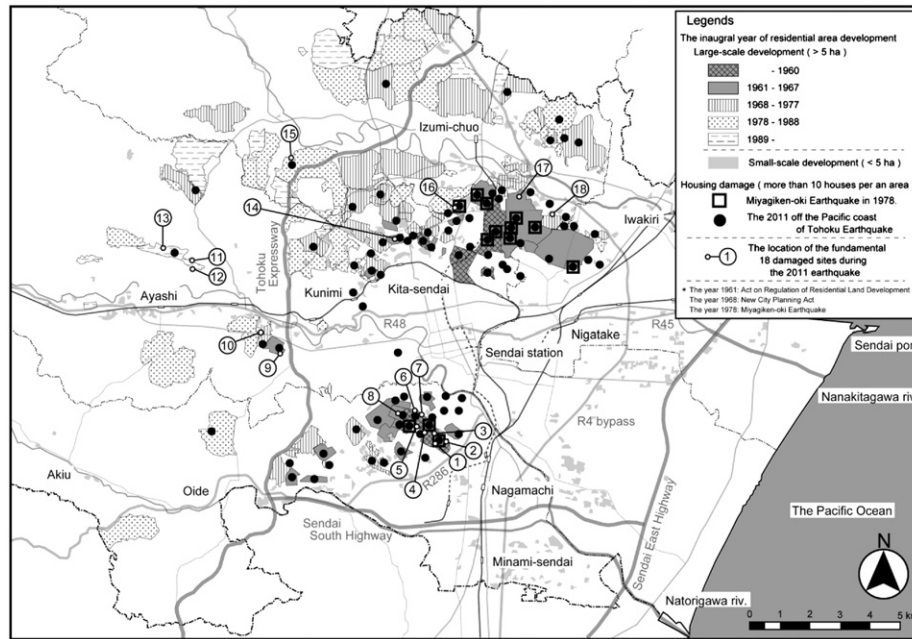 Legends
The inaugral year of residential area development
Large-scale development ( > 5 ha )
- 1960
1961 - 1967
1968 - 1977
1978 - 1988
1989 -
Small-scale development ( < 5 ha )
Housing damage ( more than 10 houses per an area )
Miyagiken-oki Earthquake in 1978.
The 2011 off the Pacific coast
of Tohoku Earthquake
1
The location of the fundamental
18 damaged sites during
the 2011 earthquake
* The year 1961: Act on Regulation of Residential Land Development
The year 1968: New City Planning Act
The year 1978: Miyagiken-oki Earthquake
Izumi-chuo
15
17
16
18
Iwakiri
14
13
11
12
Tohoku
Expressway
Kunimi
Kita-sendai
Ayashi
R48
Nigatake
R45
Sendai station
Sendai por
10
9
6
7
8
Nanakitagawa riv.
R4 bypass
3
2
1
5
4
R286
Akiu
Oide
Nagamachi
The Pacific Ocean
Sendai
South Highway
Sendai East Highway
Minami-sendai
N
Natorigawa riv.
0 1 2 3 4 5 km